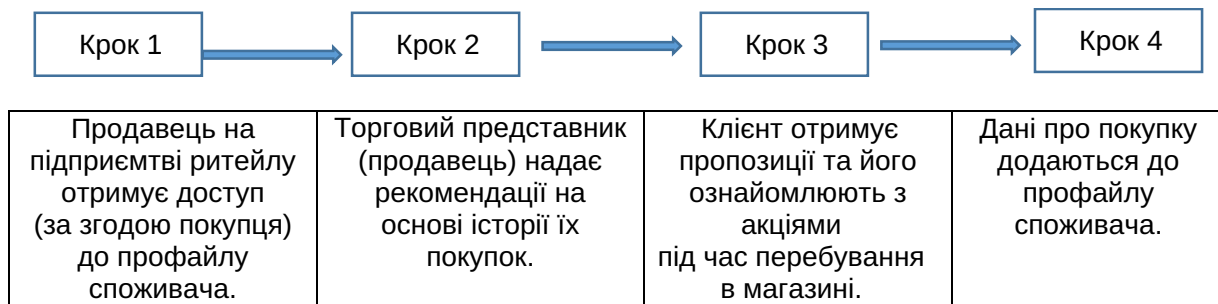 Крок 1
Крок 2
Крок 3
Крок 4
Продавець на
підприємтві ритейлу
отримує доступ
(за згодою покупця)
до профайлу
споживача.
Торговий представник
(продавець) надає
рекомендації на
основі історії їх
покупок.
Клієнт отримує
пропозиції та його
ознайомлюють з
акціями
під час перебування
в магазині.
Дані про покупку
додаються до
профайлу
споживача.